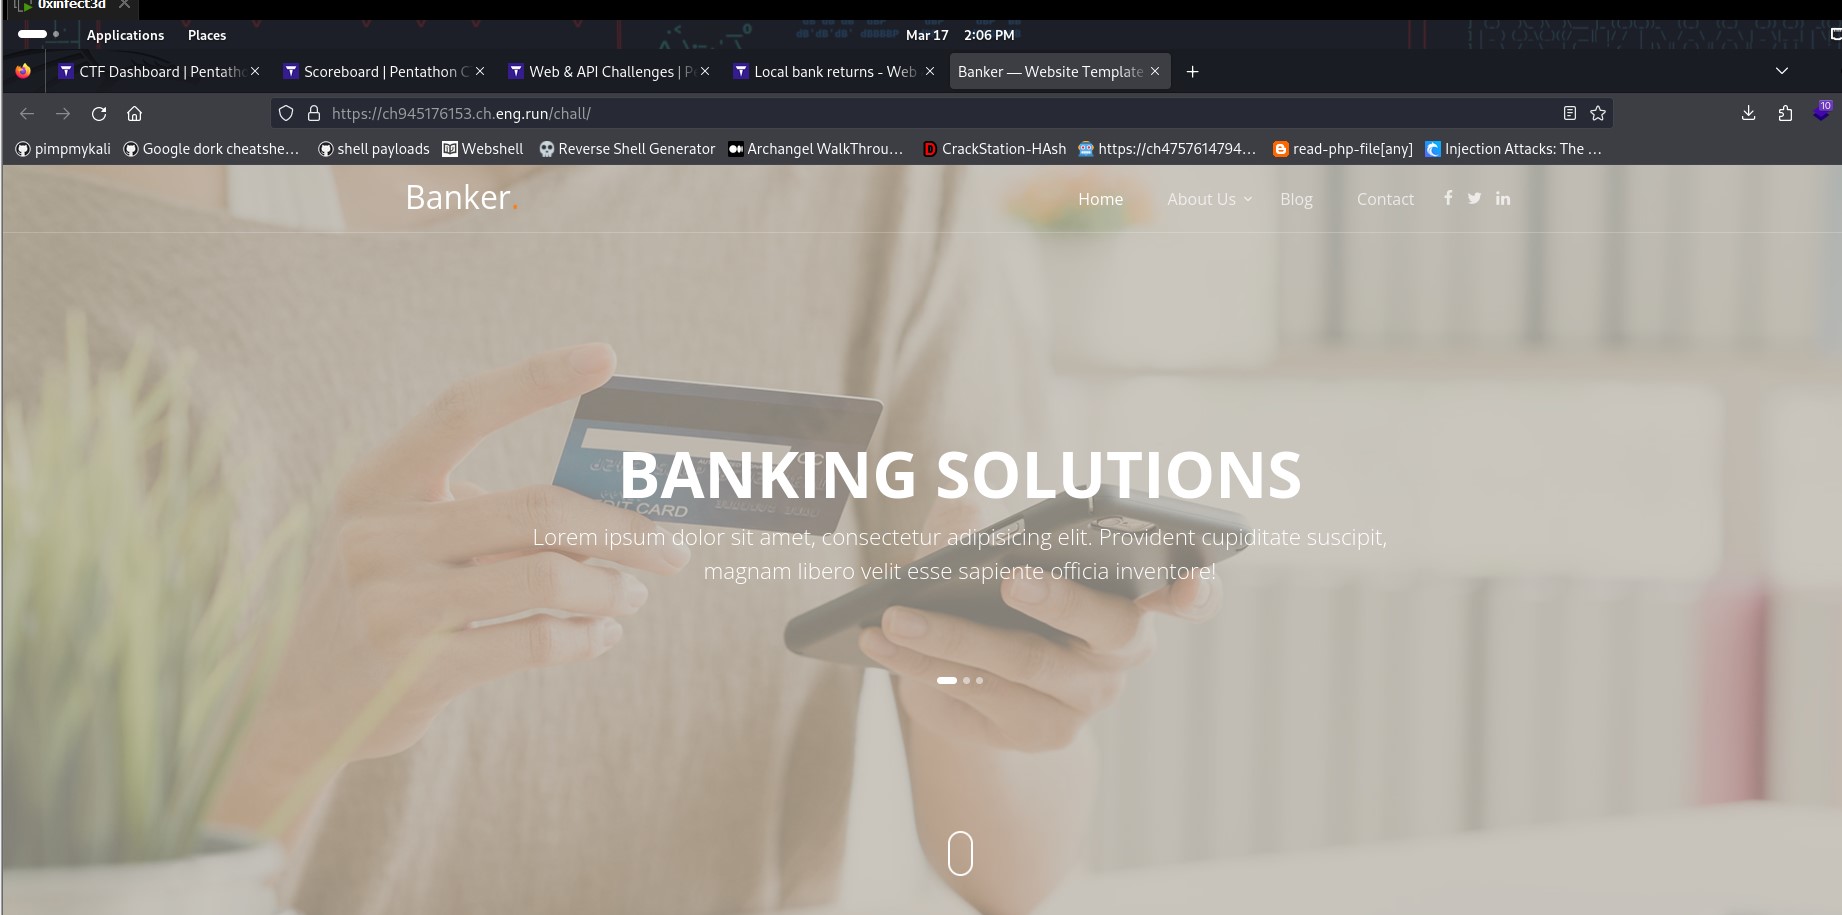 0xinfect3d
Applications Places Mar 17 2:06 PM
CTF Dashboard | Pentatho Scoreboard | Pentathon C Web & API Challenges | Pe Local bank returns - Web Banker — Website Template
https://ch945176153.ch.eng.run/chall/
10
pimpmykali Google dork cheatshe... shell payloads Webshell Reverse Shell Generator Archangel WalkThrou... CrackStation-HAsh https://ch4757614794... read-php-file[any] Injection Attacks: The ...
Banker. Home About Us Blog Contact
BANKING SOLUTIONS
Lorem ipsum dolor sit amet, consectetur adipisicing elit. Provident cupiditate suscipit,
magnam libero velit esse sapiente officia inventore!